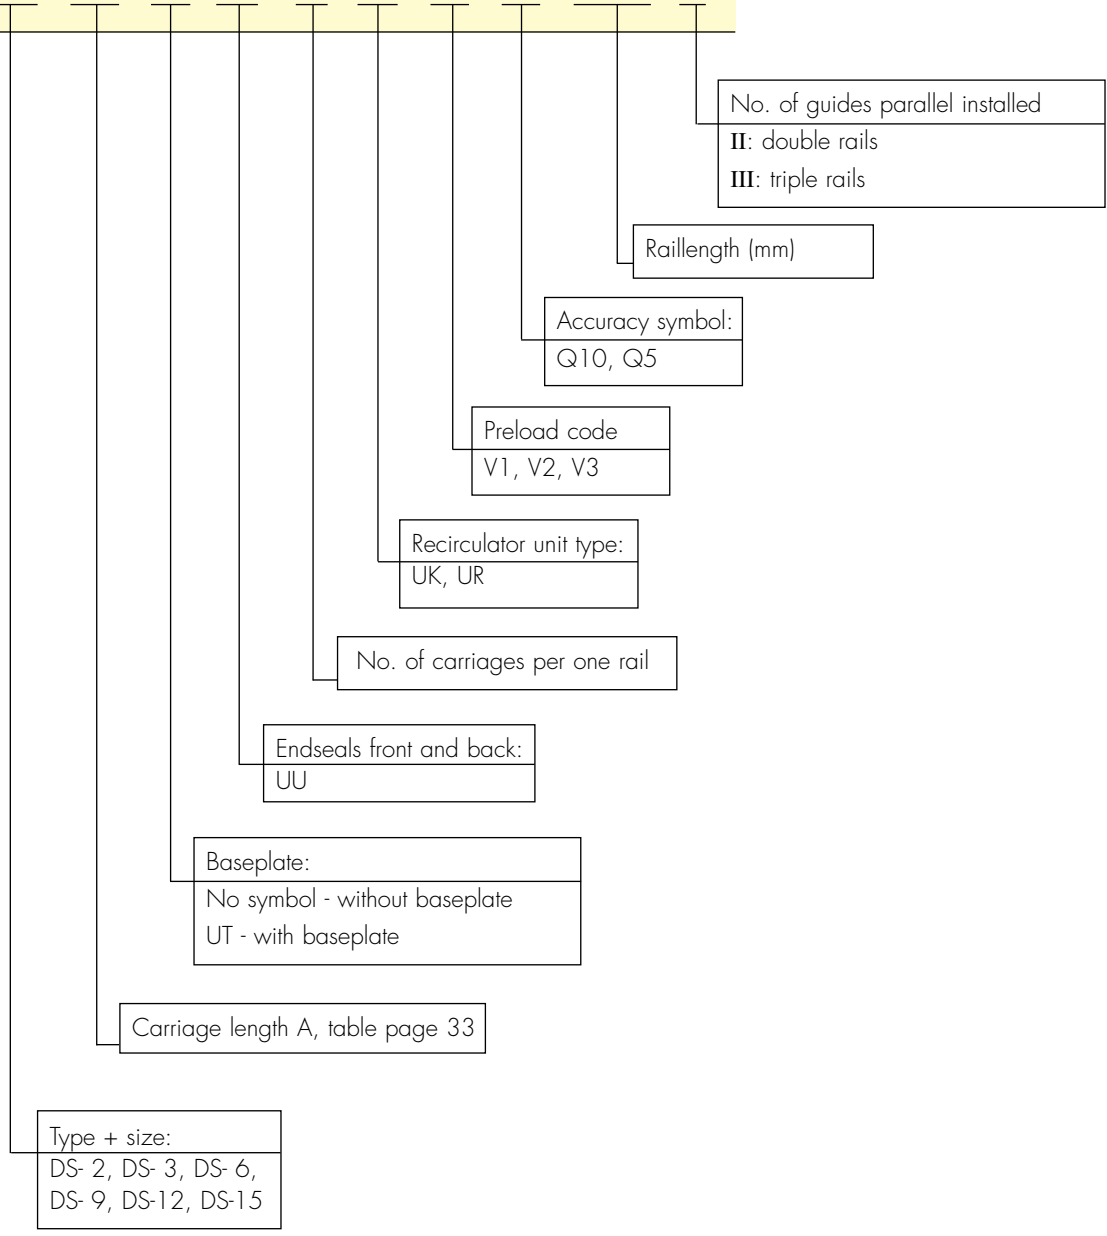 No. of guides parallel installed
II: double rails
III: triple rails
Raillength (mm)
Accuracy symbol:
Q10, Q5
Preload code
V1, V2, V3
Recirculator unit type:
UK, UR
No. of carriages per one rail
Endseals front and back:
UU
Baseplate:
No symbol - without baseplate
UT - with baseplate
Carriage length A, table page 33
Type + size:
DS- 2, DS- 3, DS- 6,
DS- 9, DS-12, DS-15